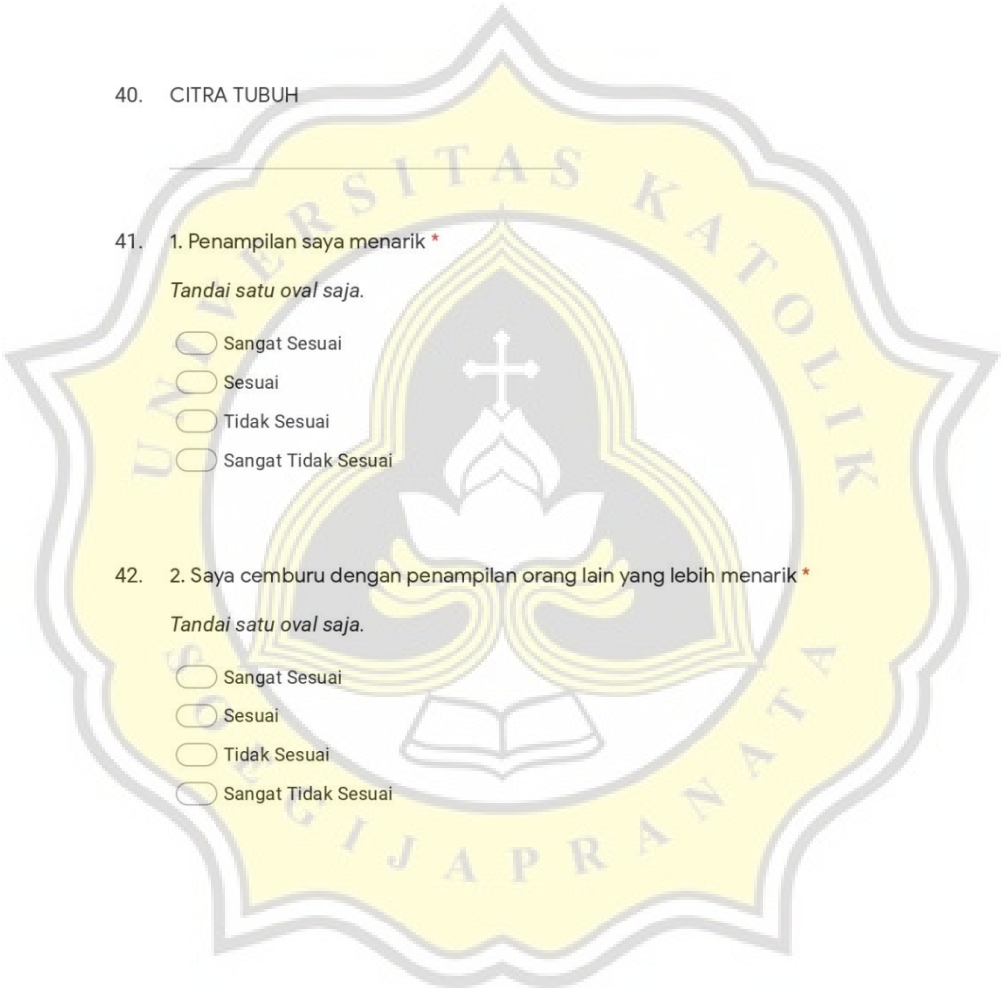 40. CITRA TUBUH
41. 1. Penampilan saya menarik *
Tandai satu oval saja.
Sangat Sesuai
Sesuai
Tidak Sesuai
Sangat Tidak Sesuai
42. 2. Saya cemburu dengan penampilan orang lain yang lebih menarik *
Tandai satu oval saja.
Sangat Sesuai
Sesuai
Tidak Sesuai
Sangat Tidak Sesuai
UNIVERSITAS KATOLIK
SOEGIJAPRANATA